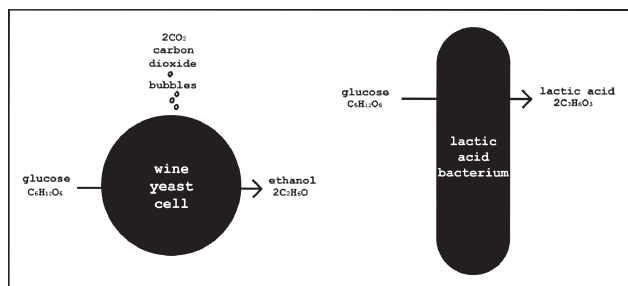 2CO₂
carbon
dioxide
bubbles
glucose
C₆H₁₂O₆
wine
yeast
cell
ethanol
2C₂H₆O
glucose
C₆H₁₂O₆
lactic
acid
bacterium
lactic acid
2C₃H₆O₃